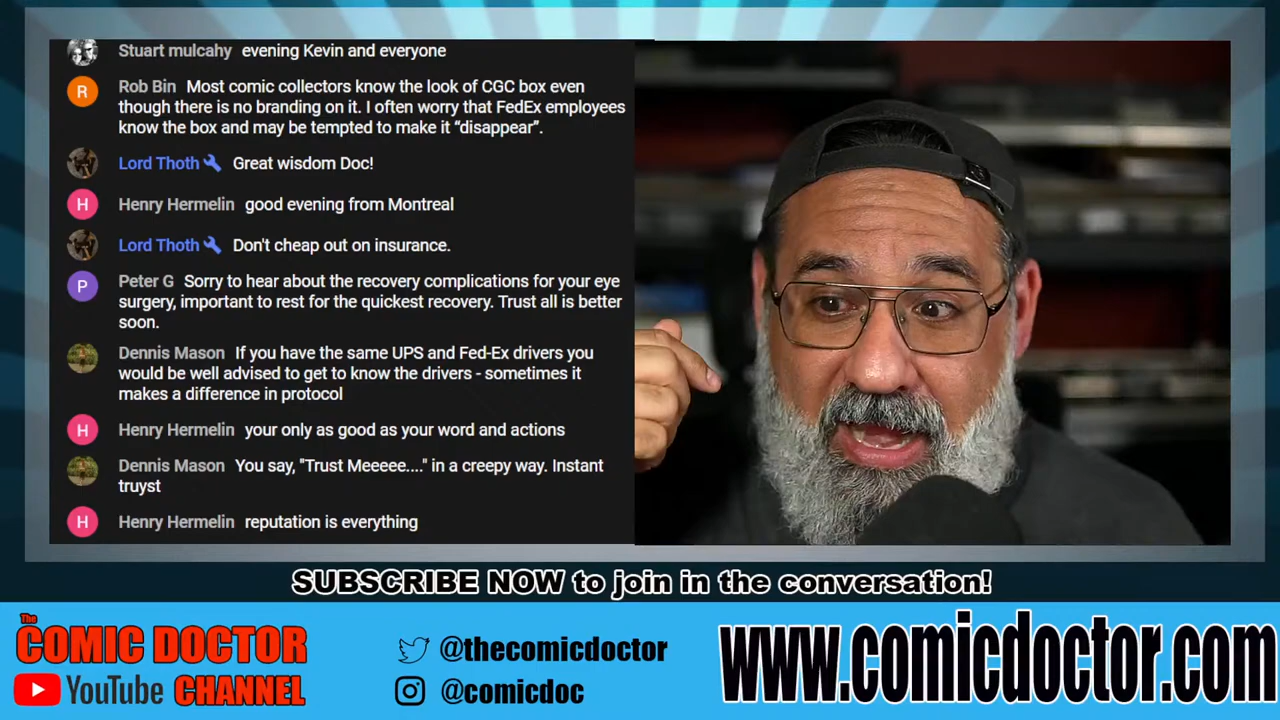 Stuart mulcahy evening Kevin and everyone
R Rob Bin Most comic collectors know the look of CGC box even
though there is no branding on it. I often worry that FedEx employees
know the box and may be tempted to make it “disappear”.
Lord Thoth Great wisdom Doc!
H Henry Hermelin good evening from Montreal
Lord Thoth Don't cheap out on insurance.
P Peter G Sorry to hear about the recovery complications for your eye
surgery, important to rest for the quickest recovery. Trust all is better
soon.
Dennis Mason If you have the same UPS and Fed-Ex drivers you
would be well advised to get to know the drivers - sometimes it
makes a difference in protocol
H Henry Hermelin your only as good as your word and actions
Dennis Mason You say, "Trust Meeeee...." in a creepy way. Instant
truyst
H Henry Hermelin reputation is everything
SUBSCRIBE NOW to join in the conversation!
The
COMIC DOCTOR
YouTube CHANNEL
@thecomicdoctor
@comicdoc
www.comicdoctor.com